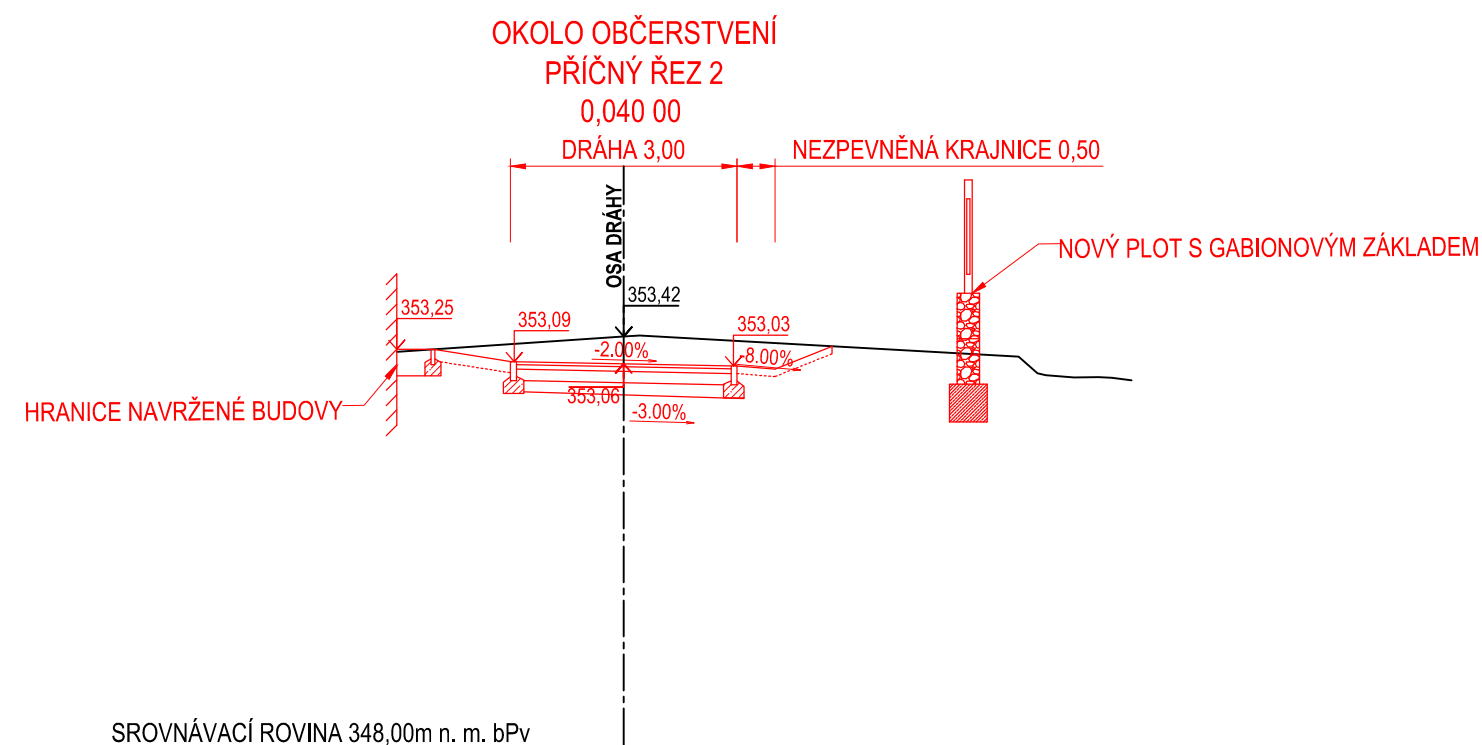 OKOLO OBČERSTVENÍ
PŘÍČNÝ ŘEZ 2
0,040 00
DRÁHA 3,00
NEZPEVNĚNÁ KRAJNICE 0,50
OSA DRÁHY
NOVÝ PLOT S GABIONOVÝM ZÁKLADEM
353,42
353,25
353,09
353,03
-2.00%
-8.00%
353,06
-3.00%
HRANICE NAVRŽENÉ BUDOVY
SROVNÁVACÍ ROVINA 348,00m n. m. bPv